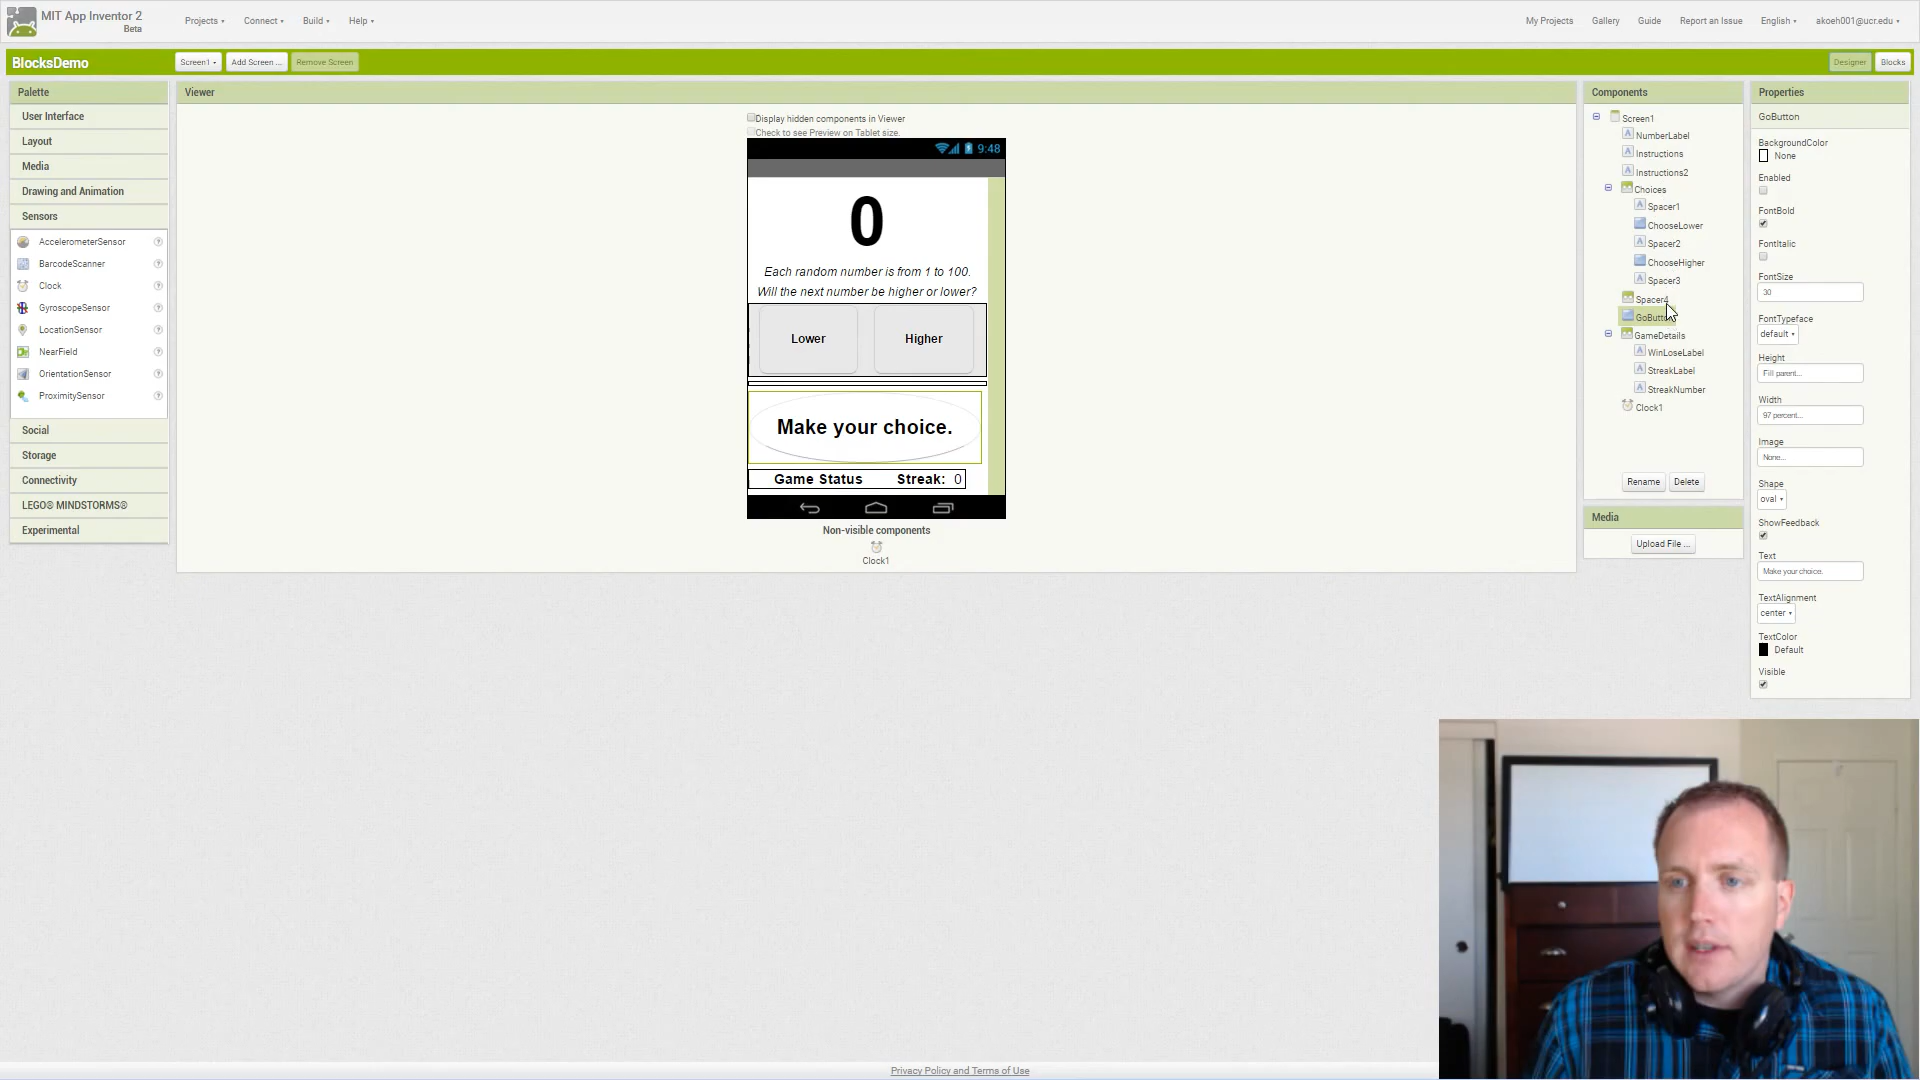 MIT App Inventor 2
Beta
Projects
Connect
Build
Help
My Projects
Gallery
Guide
Report an Issue
English
akoeh001@ucr.edu
BlocksDemo
Screen1
Add Screen ...
Remove Screen
Designer
Blocks
Palette
User Interface
Layout
Media
Drawing and Animation
Sensors
AccelerometerSensor
BarcodeScanner
Clock
GyroscopeSensor
LocationSensor
NearField
OrientationSensor
ProximitySensor
Social
Storage
Connectivity
LEGO® MINDSTORMS®
Experimental
Viewer
Display hidden components in Viewer
Check to see Preview on Tablet size.
9:48
0
Each random number is from 1 to 100.
Will the next number be higher or lower?
Lower
Higher
Make your choice.
Game Status Streak: 0
Non-visible components
Clock1
Components
Screen1
NumberLabel
Instructions
Instructions2
Choices
Spacer1
ChooseLower
Spacer2
ChooseHigher
Spacer3
Spacer4
GoButton
GameDetails
WinLoseLabel
StreakLabel
StreakNumber
Clock1
Rename
Delete
Media
Upload File ...
Properties
GoButton
BackgroundColor
None
Enabled
FontBold
FontItalic
FontSize
30
FontTypeface
default
Height
Fill parent...
Width
97 percent...
Image
None...
Shape
oval
ShowFeedback
Text
Make your choice.
TextAlignment
center
TextColor
Default
Visible
Privacy Policy and Terms of Use